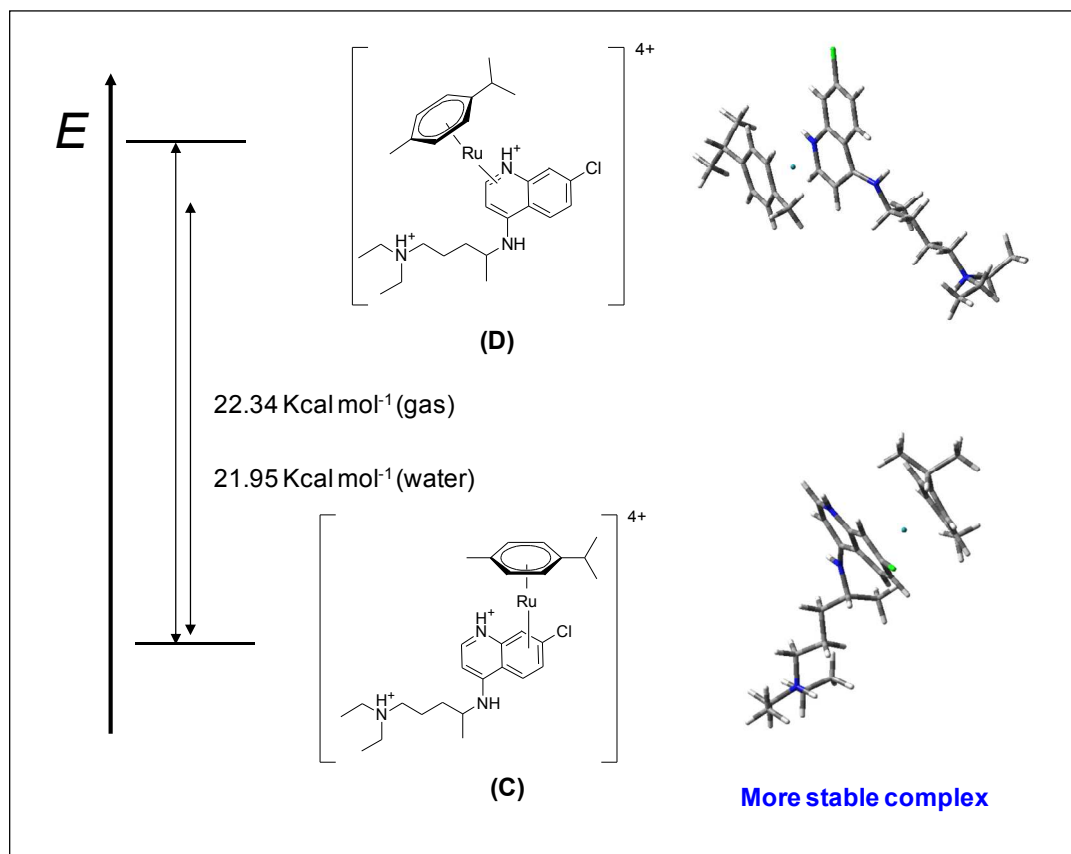 E
4+
Ru
H+
N
Cl
H+
N
NH
(D)
22.34 Kcal mol-1 (gas)
21.95 Kcal mol-1 (water)
4+
Ru
H+
N
Cl
H+
N
NH
(C)
More stable complex